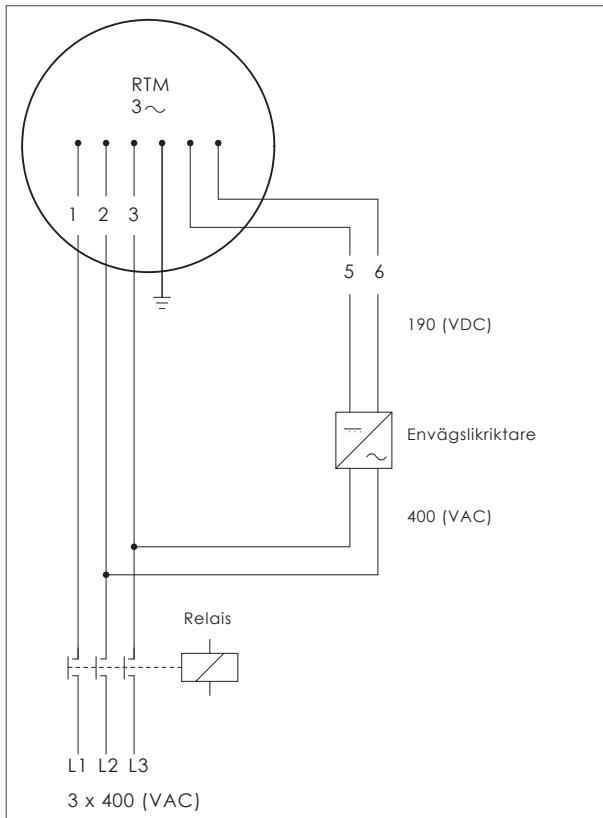 RTM
3~
1 2 3
5 6
190 (VDC)
Envägslikriktare
400 (VAC)
Relais
L1 L2 L3
3 x 400 (VAC)